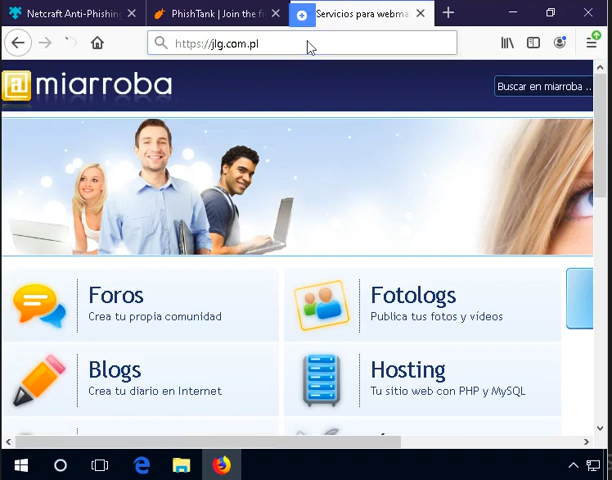 Netcraft Anti-Phishing
PhishTank | Join the f
Servicios para webma
https://jlg.com.pl
@miarroba
Buscar en miarroba ..
Foros
Crea tu propia comunidad
Fotologs
Publica tus fotos y vídeos
Blogs
Crea tu diario en Internet
Hosting
Tu sitio web con PHP y MySQL